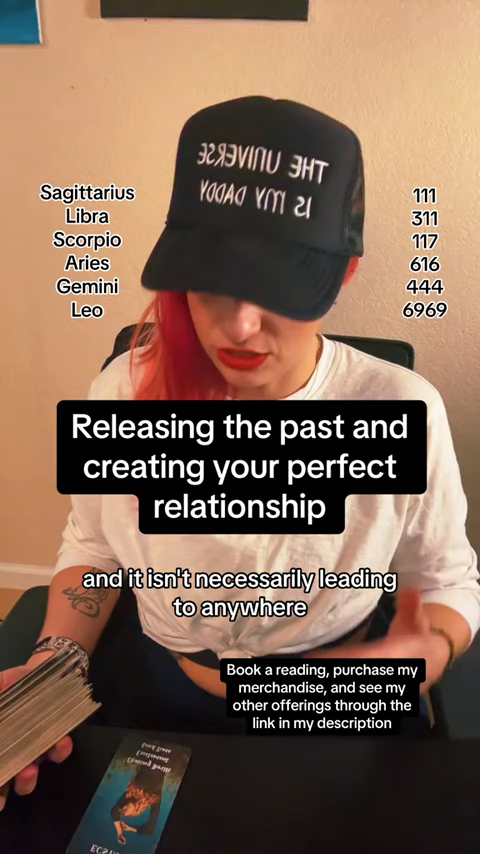 THE UNIVERSE
IS MY DADDY
Sagittarius
Libra
Scorpio
Aries
Gemini
Leo
111
311
117
616
444
6969
Releasing the past and
creating your perfect
relationship
and it isn't necessarily leading
to anywhere
Book a reading, purchase my
merchandise, and see my
other offerings through the
link in my description